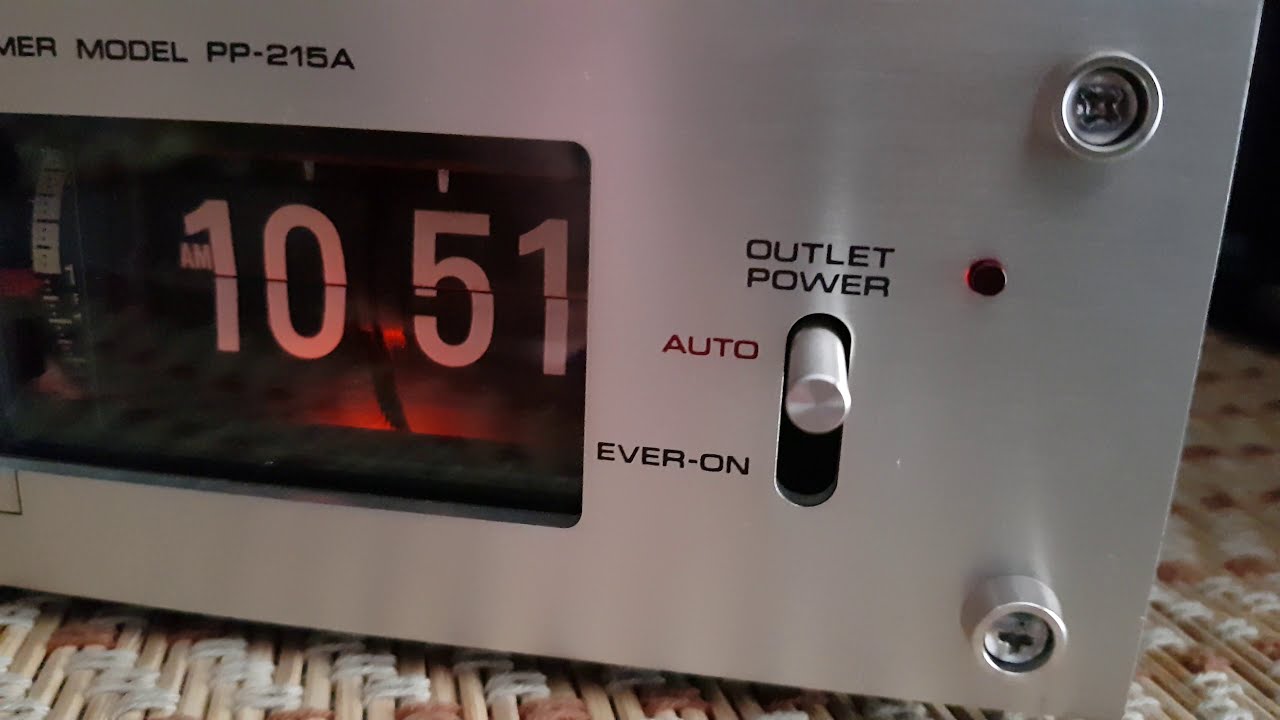 MER MODEL PP-215A
AM 10 51
OUTLET
POWER
AUTO
EVER-ON